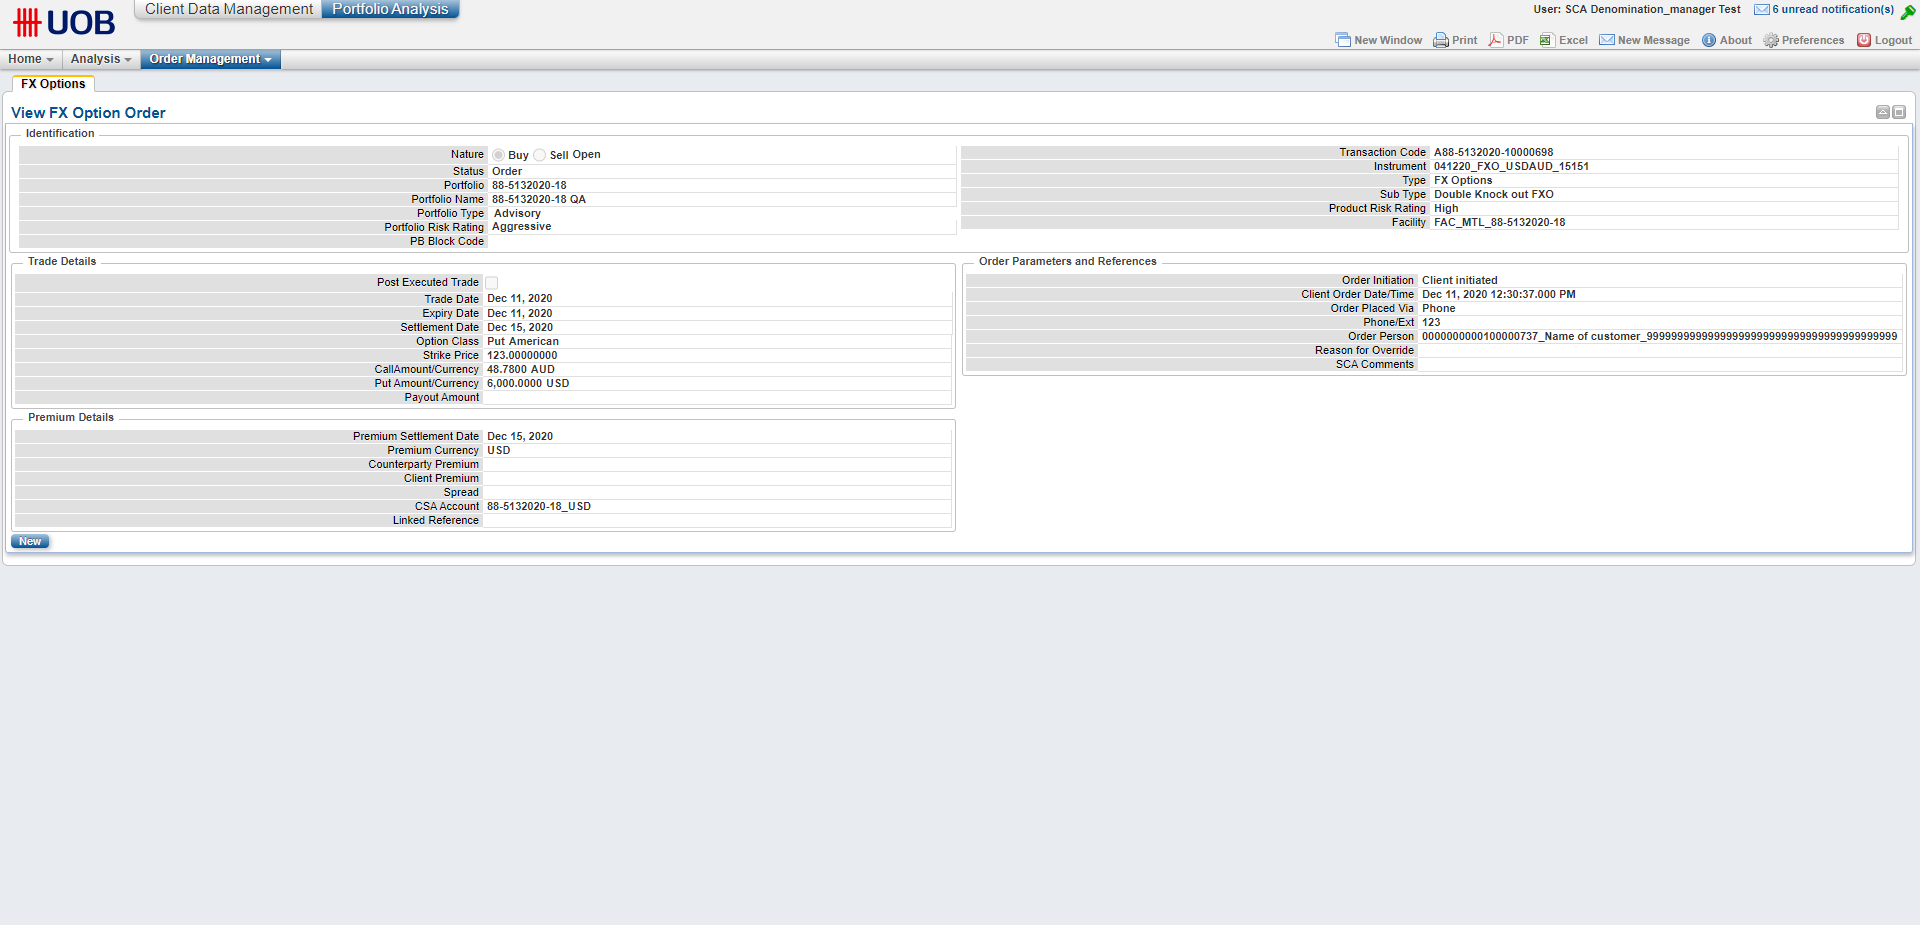 UOB
Client Data Management
Portfolio Analysis
User: SCA Denomination_manager Test
6 unread notification(s)
New Window
Print
PDF
Excel
New Message
About
Preferences
Logout
Home
Analysis
Order Management
FX Options
View FX Option Order
Identification
Nature Buy Sell Open
Status Order
Portfolio 88-5132020-18
Portfolio Name 88-5132020-18 QA
Portfolio Type Advisory
Portfolio Risk Rating Aggressive
PB Block Code
Transaction Code A88-5132020-10000698
Instrument 041220_FXO_USDAUD_15151
Type FX Options
Sub Type Double Knock out FXO
Product Risk Rating High
Facility FAC_MTL_88-5132020-18
Trade Details
Post Executed Trade
Trade Date Dec 11, 2020
Expiry Date Dec 11, 2020
Settlement Date Dec 15, 2020
Option Class Put American
Strike Price 123.00000000
CallAmount/Currency 48.7800 AUD
Put Amount/Currency 6,000.0000 USD
Payout Amount
Order Parameters and References
Order Initiation Client initiated
Client Order Date/Time Dec 11, 2020 12:30:37.000 PM
Order Placed Via Phone
Phone/Ext 123
Order Person 0000000000100000737_Name of customer_99999999999999999999999999999999999999999
Reason for Override
SCA Comments
Premium Details
Premium Settlement Date Dec 15, 2020
Premium Currency USD
Counterparty Premium
Client Premium
Spread
CSA Account 88-5132020-18_USD
Linked Reference
New